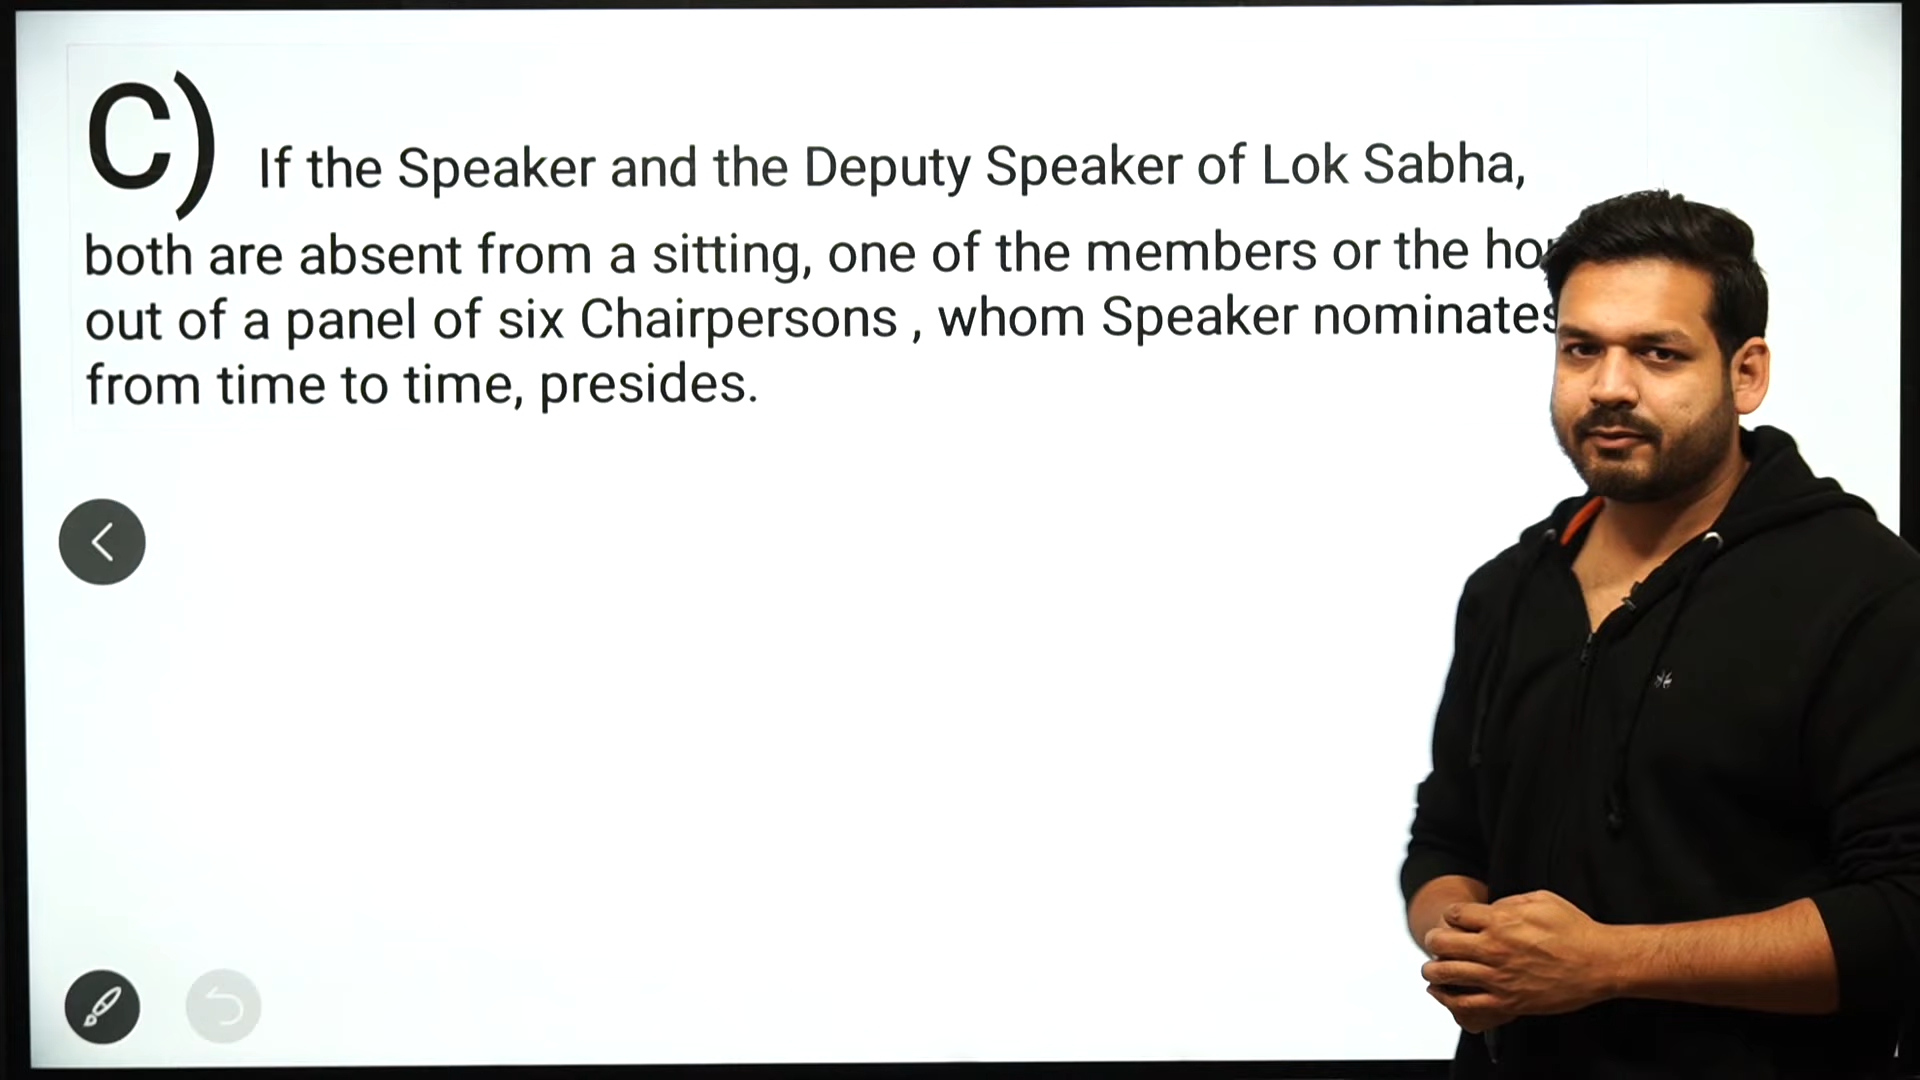 C) If the Speaker and the Deputy Speaker of Lok Sabha,
both are absent from a sitting, one of the members or the
out of a panel of six Chairpersons , whom Speaker nominates
from time to time, presides.